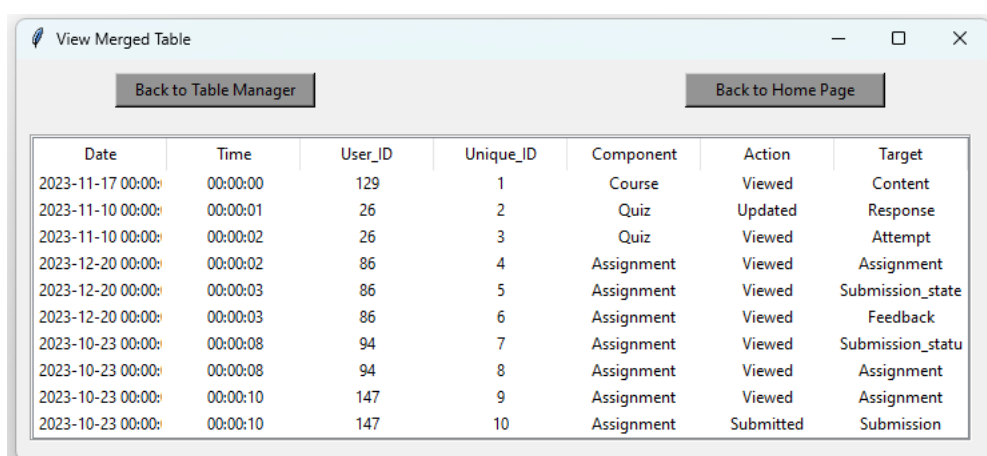 View Merged Table
Back to Table Manager Back to Home Page
Date Time User_ID Unique_ID Component Action Target
2023-11-17 00:00: 00:00:00 129 1 Course Viewed Content
2023-11-10 00:00: 00:00:01 26 2 Quiz Updated Response
2023-11-10 00:00: 00:00:02 26 3 Quiz Viewed Attempt
2023-12-20 00:00: 00:00:02 86 4 Assignment Viewed Assignment
2023-12-20 00:00: 00:00:03 86 5 Assignment Viewed Submission_state
2023-12-20 00:00: 00:00:03 86 6 Assignment Viewed Feedback
2023-10-23 00:00: 00:00:08 94 7 Assignment Viewed Submission_statu
2023-10-23 00:00: 00:00:08 94 8 Assignment Viewed Assignment
2023-10-23 00:00: 00:00:10 147 9 Assignment Viewed Assignment
2023-10-23 00:00: 00:00:10 147 10 Assignment Submitted Submission